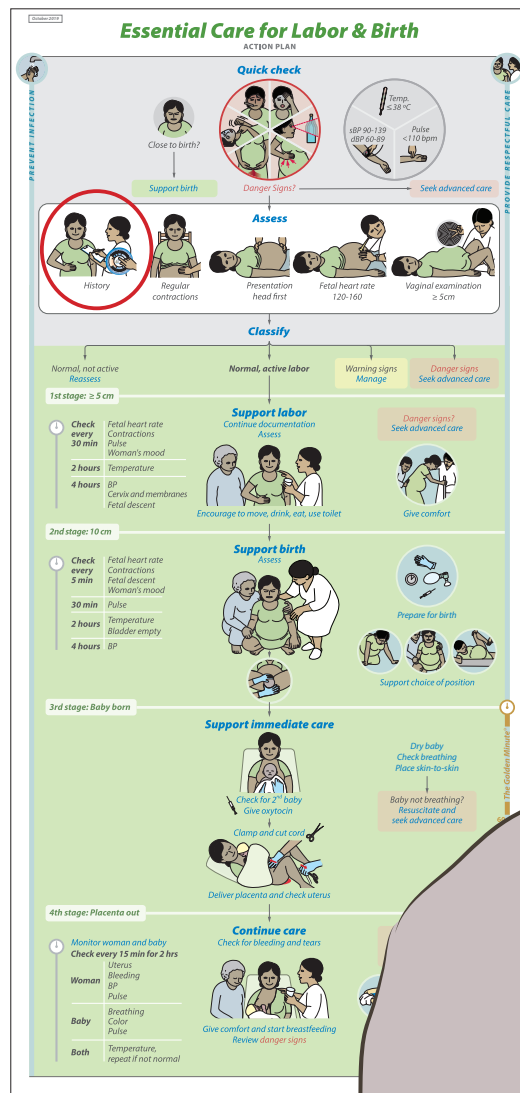 October 2019
Essential Care for Labor & Birth
ACTION PLAN
PREVENT INFECTION
PROVIDE RESPECTFUL CARE
Quick check
Close to birth?
Temp.
≤38 ºC
sBP 90-139
dBP 60-89
Pulse
<110 bpm
Support birth
Danger Signs?
Seek advanced care
Assess
History
Regular
contractions
Presentation
head first
Fetal heart rate
120-160
Vaginal examination
≥ 5cm
Classify
Normal, not active
Reassess
Normal, active labor
Warning signs
Manage
Danger signs
Seek advanced care
1st stage: ≥ 5 cm
Support labor
Continue documentation
Assess
Check every 30 min
Fetal heart rate
Contractions
Pulse
Woman's mood
2 hours Temperature
4 hours BP
Cervix and membranes
Fetal descent
Encourage to move, drink, eat, use toilet
Danger signs?
Seek advanced care
Give comfort
2nd stage: 10 cm
Support birth
Assess
Check every 5 min
Fetal heart rate
Contractions
Fetal descent
Woman's mood
30 min Pulse
2 hours Temperature
Bladder empty
4 hours BP
Prepare for birth
Support choice of position
3rd stage: Baby born
Support immediate care
Check for 2nd baby
Give oxytocin
Clamp and cut cord
Deliver placenta and check uterus
Dry baby
Check breathing
Place skin-to-skin
Baby not breathing?
Resuscitate and
seek advanced care
The Golden Minute®
4th stage: Placenta out
Continue care
Check for bleeding and tears
Monitor woman and baby
Check every 15 min for 2 hrs
Woman
Uterus
Bleeding
BP
Pulse
Baby
Breathing
Color
Pulse
Both
Temperature,
repeat if not normal
Give comfort and start breastfeeding
Review danger signs